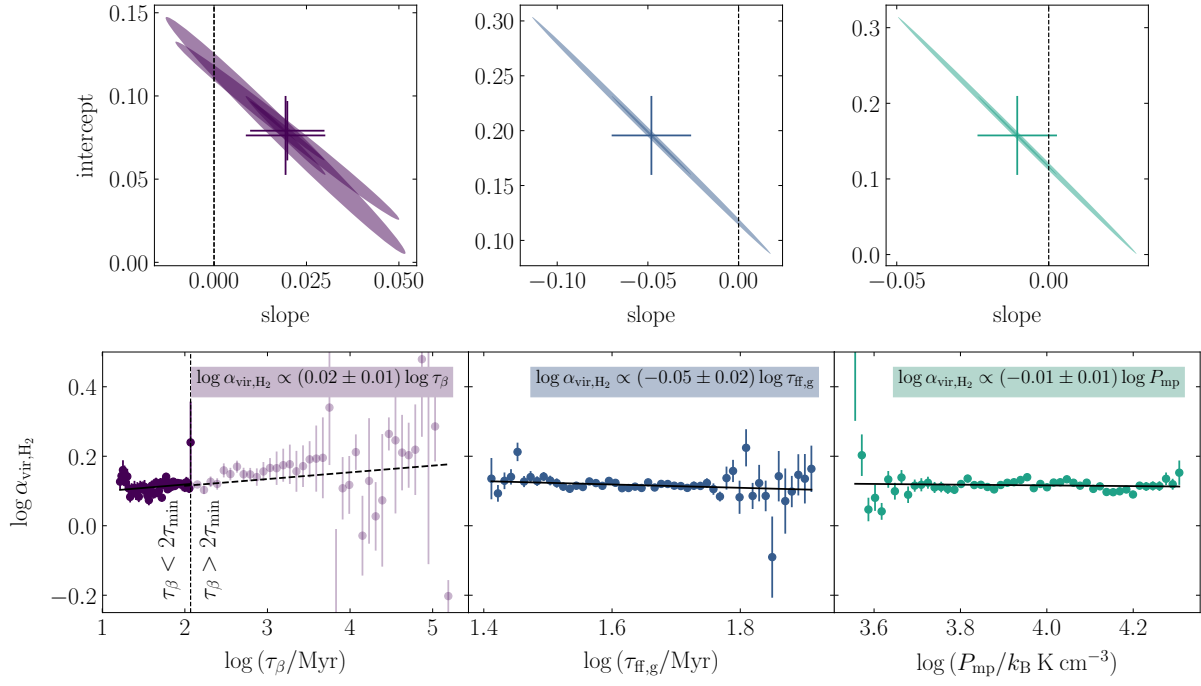 0.15
0.10
0.05
0.00
intercept
0.000
0.025
0.050
slope
0.30
0.25
0.20
0.15
0.10
−0.10
−0.05
0.00
slope
0.3
0.2
0.1
0.0
−0.05
0.00
slope
0.4
0.2
0.0
−0.2
log α_vir,H₂
log α_vir,H₂ ∝ (0.02 ± 0.01) log τ_β
τ_β < 2τ_min
τ_β > 2τ_min
1
2
3
4
5
log (τ_β/Myr)
log α_vir,H₂ ∝ (−0.05 ± 0.02) log τ_ff,g
1.4
1.6
1.8
log (τ_ff,g/Myr)
log α_vir,H₂ ∝ (−0.01 ± 0.01) log P_mp
3.6
3.8
4.0
4.2
log (P_mp/k_B K cm⁻³)